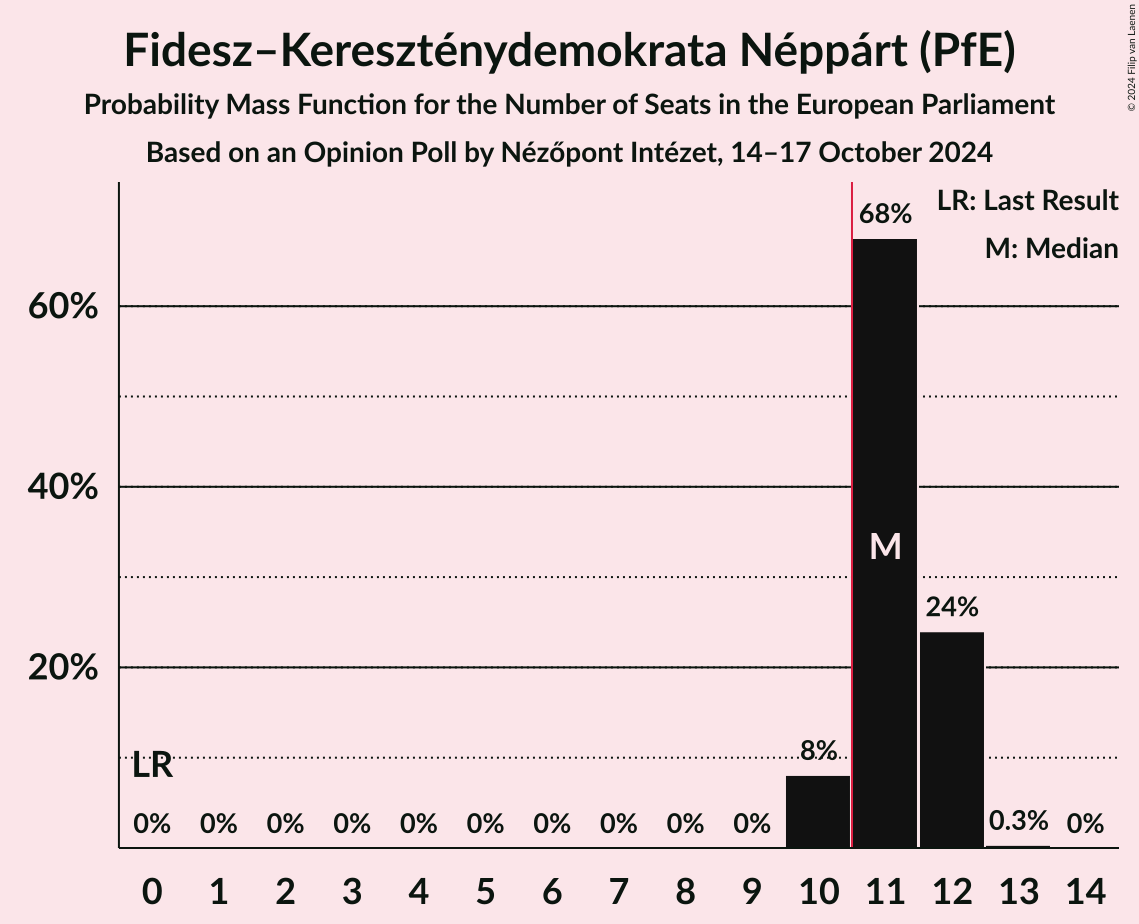 Fidesz–Kereszténydemokrata Néppárt (PfE)
Probability Mass Function for the Number of Seats in the European Parliament
Based on an Opinion Poll by Nézőpont Intézet, 14–17 October 2024
© 2024 Filip van Laenen
LR: Last Result
M: Median
68%
60%
40%
M
24%
20%
LR
8%
0% 0% 0% 0% 0% 0% 0% 0% 0% 0% 0.3% 0%
0 1 2 3 4 5 6 7 8 9 10 11 12 13 14